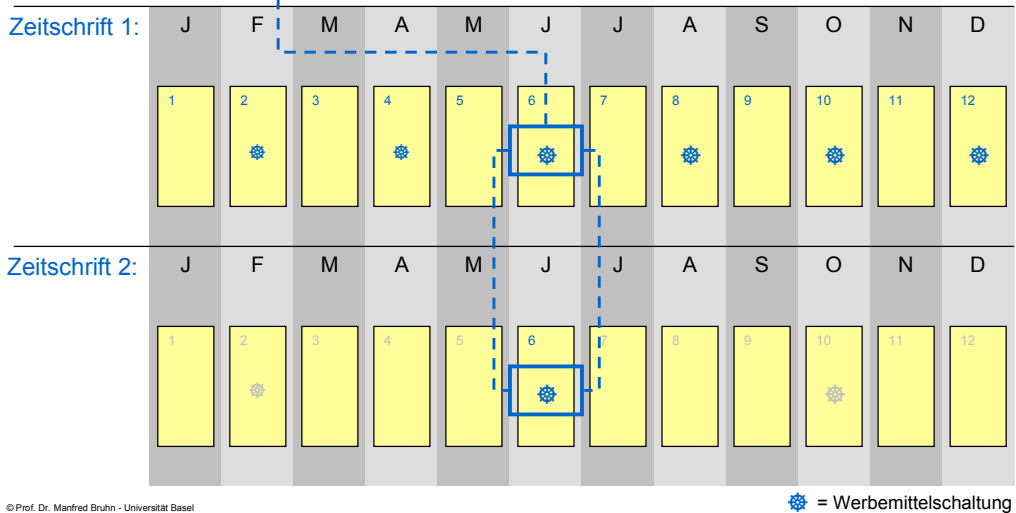 Zeitschrift 1: J F M A M J J A S O N D
1 2 3 4 5 6 7 8 9 10 11 12
Zeitschrift 2: J F M A M J J A S O N D
1 2 3 4 5 6 7 8 9 10 11 12
© Prof. Dr. Manfred Bruhn - Universität Basel
= Werbemittelschaltung